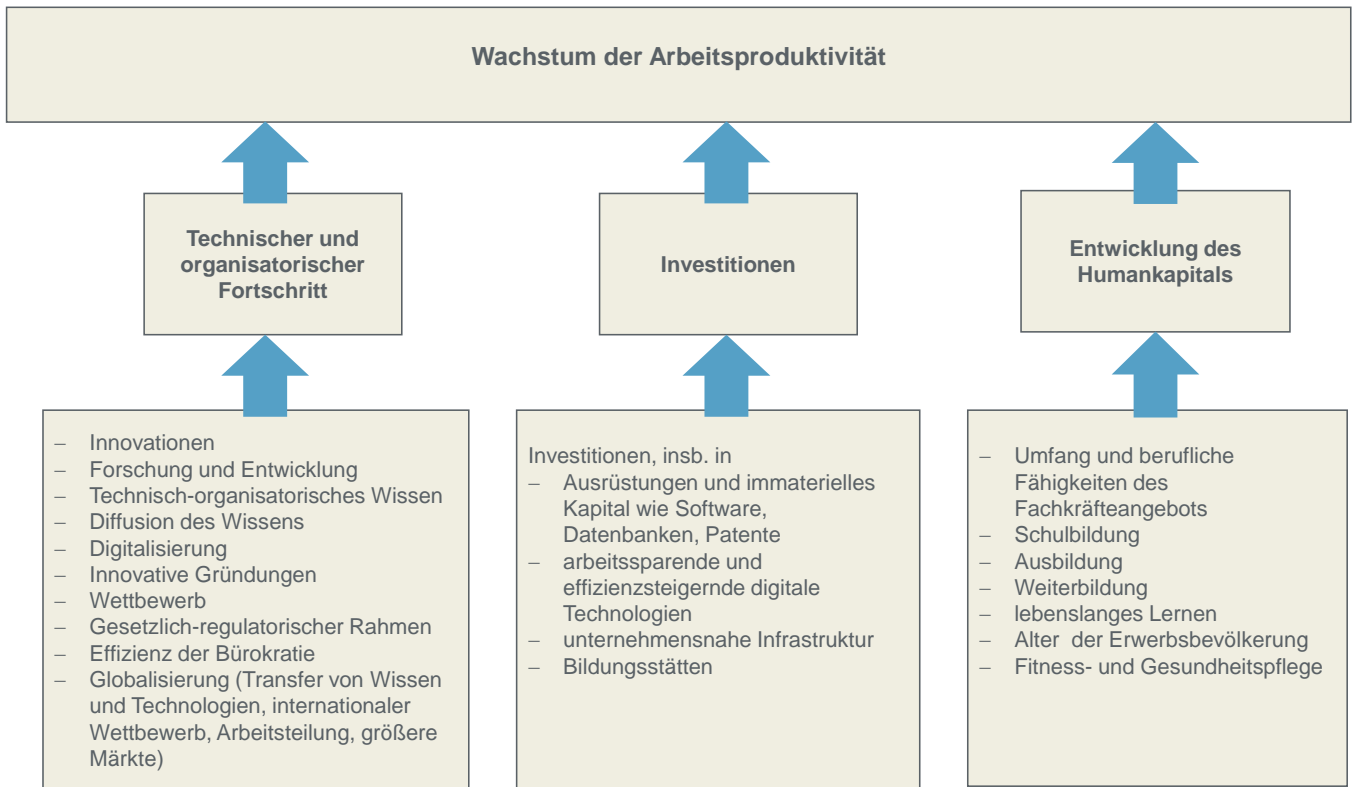 Wachstum der Arbeitsproduktivität
Technischer und
organisatorischer
Fortschritt
Investitionen
Entwicklung des
Humankapitals
– Innovationen
– Forschung und Entwicklung
– Technisch-organisatorisches Wissen
– Diffusion des Wissens
– Digitalisierung
– Innovative Gründungen
– Wettbewerb
– Gesetzlich-regulatorischer Rahmen
– Effizienz der Bürokratie
– Globalisierung (Transfer von Wissen
und Technologien, internationaler
Wettbewerb, Arbeitsteilung, größere
Märkte)
Investitionen, insb. in
– Ausrüstungen und immaterielles
Kapital wie Software,
Datenbanken, Patente
– arbeitssparende und
effizienzsteigernde digitale
Technologien
– unternehmensnahe Infrastruktur
– Bildungsstätten
– Umfang und berufliche
Fähigkeiten des
Fachkräfteangebots
– Schulbildung
– Ausbildung
– Weiterbildung
– lebenslanges Lernen
– Alter der Erwerbsbevölkerung
– Fitness- und Gesundheitspflege